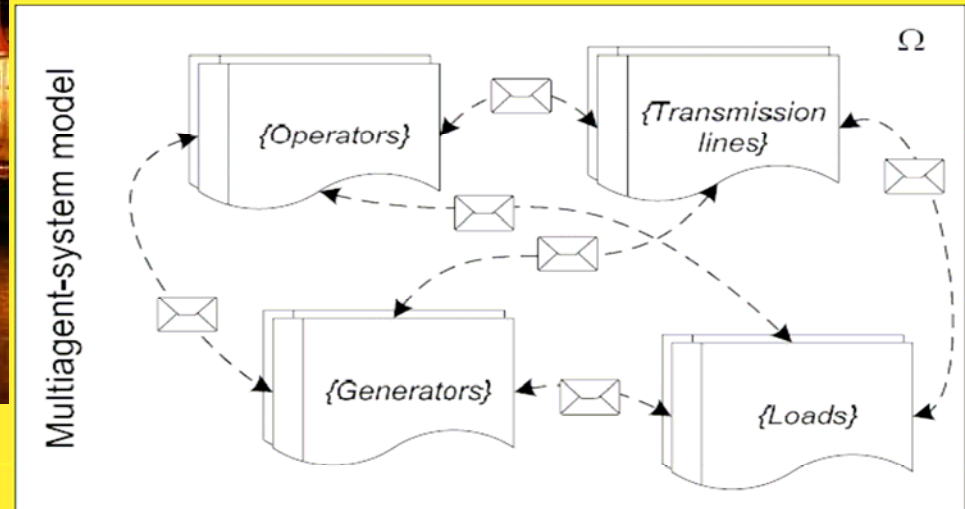 Multiagent-system model
Ω
{Operators}
{Transmission
lines}
{Generators}
{Loads}